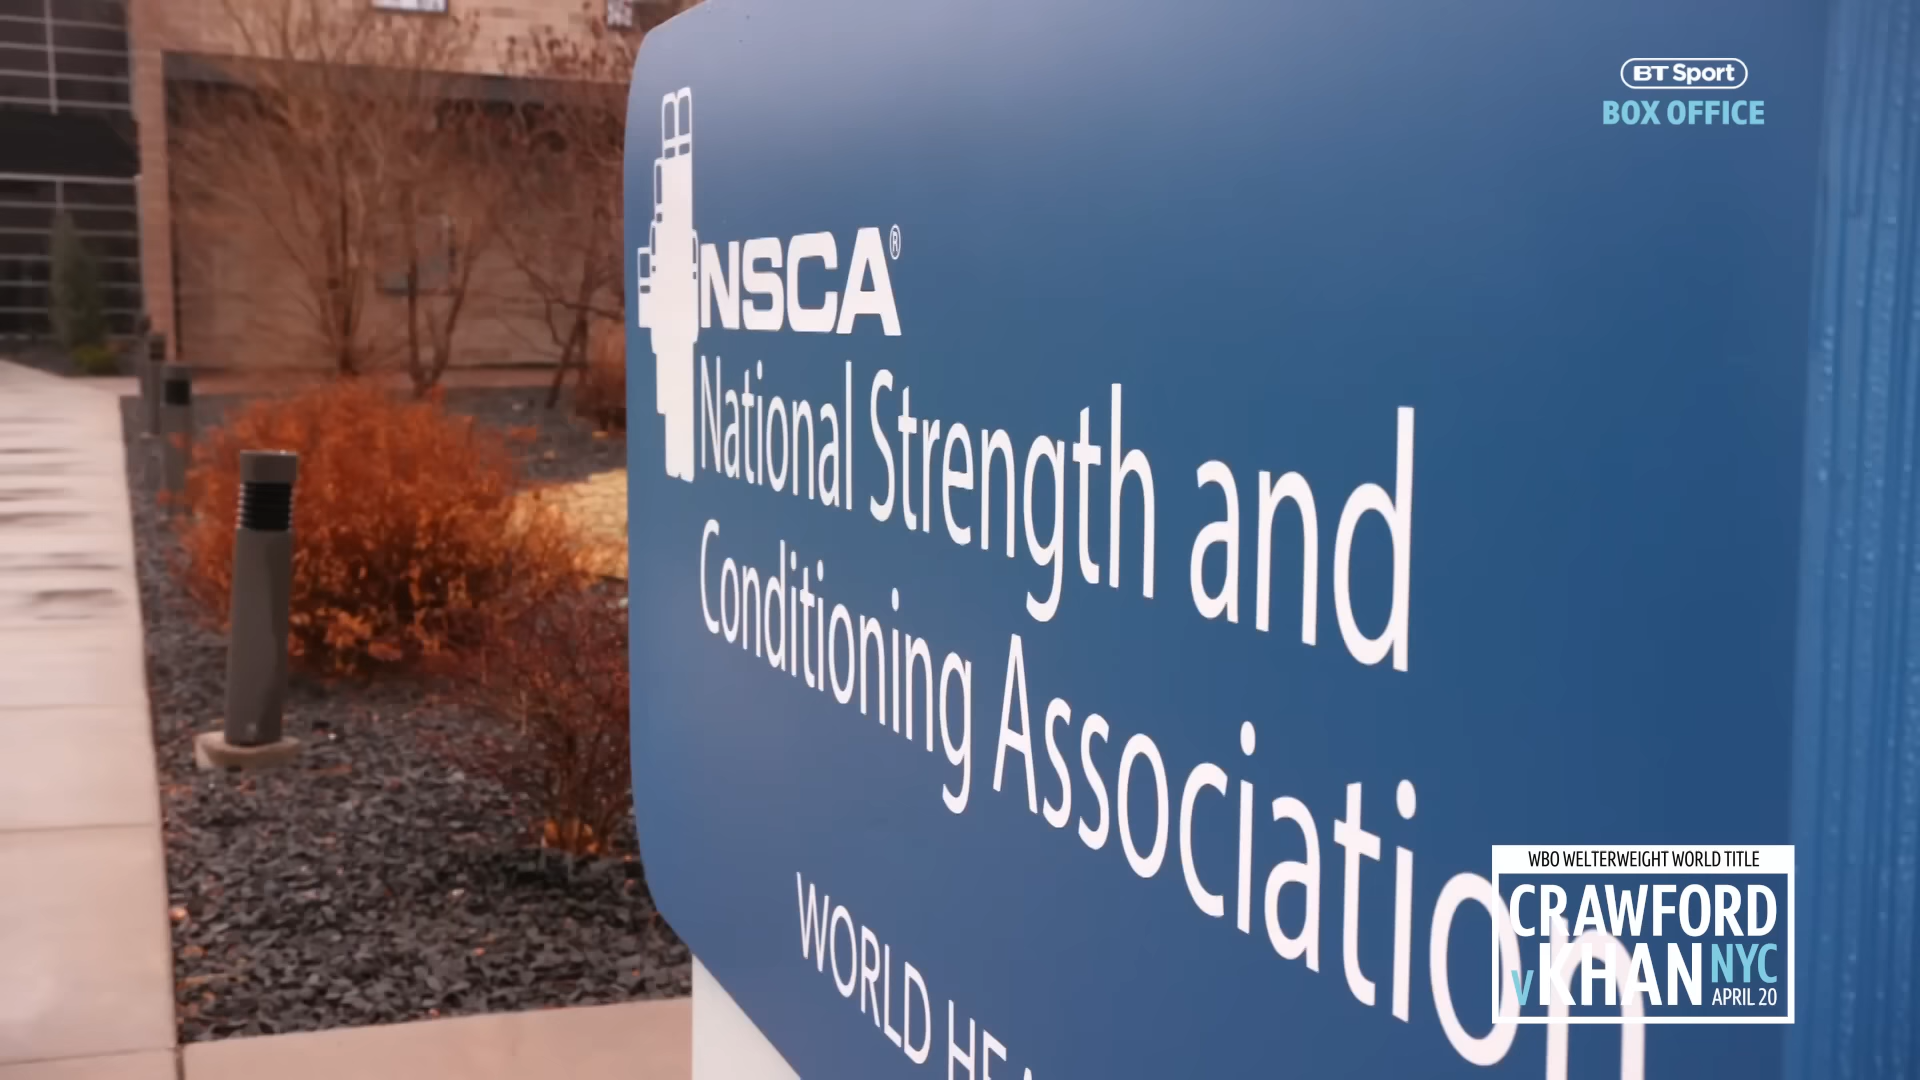 BT Sport
BOX OFFICE
NSCA®
National Strength and
Conditioning Association
WORLD HEA
WBO WELTERWEIGHT WORLD TITLE
CRAWFORD
v KHAN NYC
APRIL 20